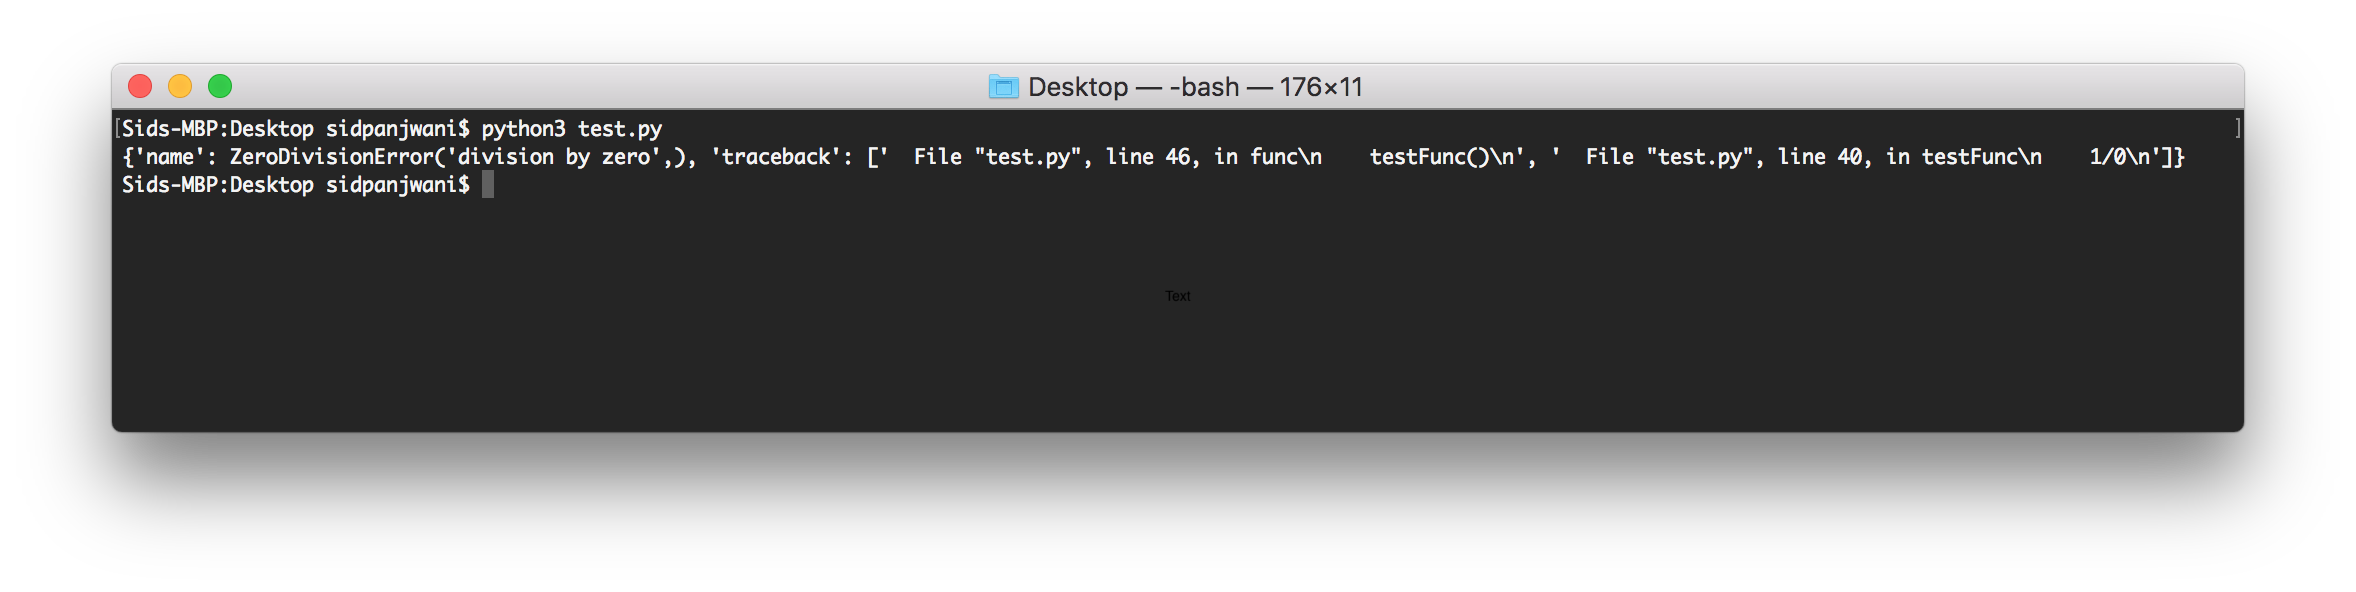 Desktop — -bash — 176×11
[Sids-MBP:Desktop sidpanjwani$ python3 test.py ]
{'name': ZeroDivisionError('division by zero',), 'traceback': ['  File "test.py", line 46, in func\n    testFunc()\n', '  File "test.py", line 40, in testFunc\n    1/0\n']}
Sids-MBP:Desktop sidpanjwani$
Text